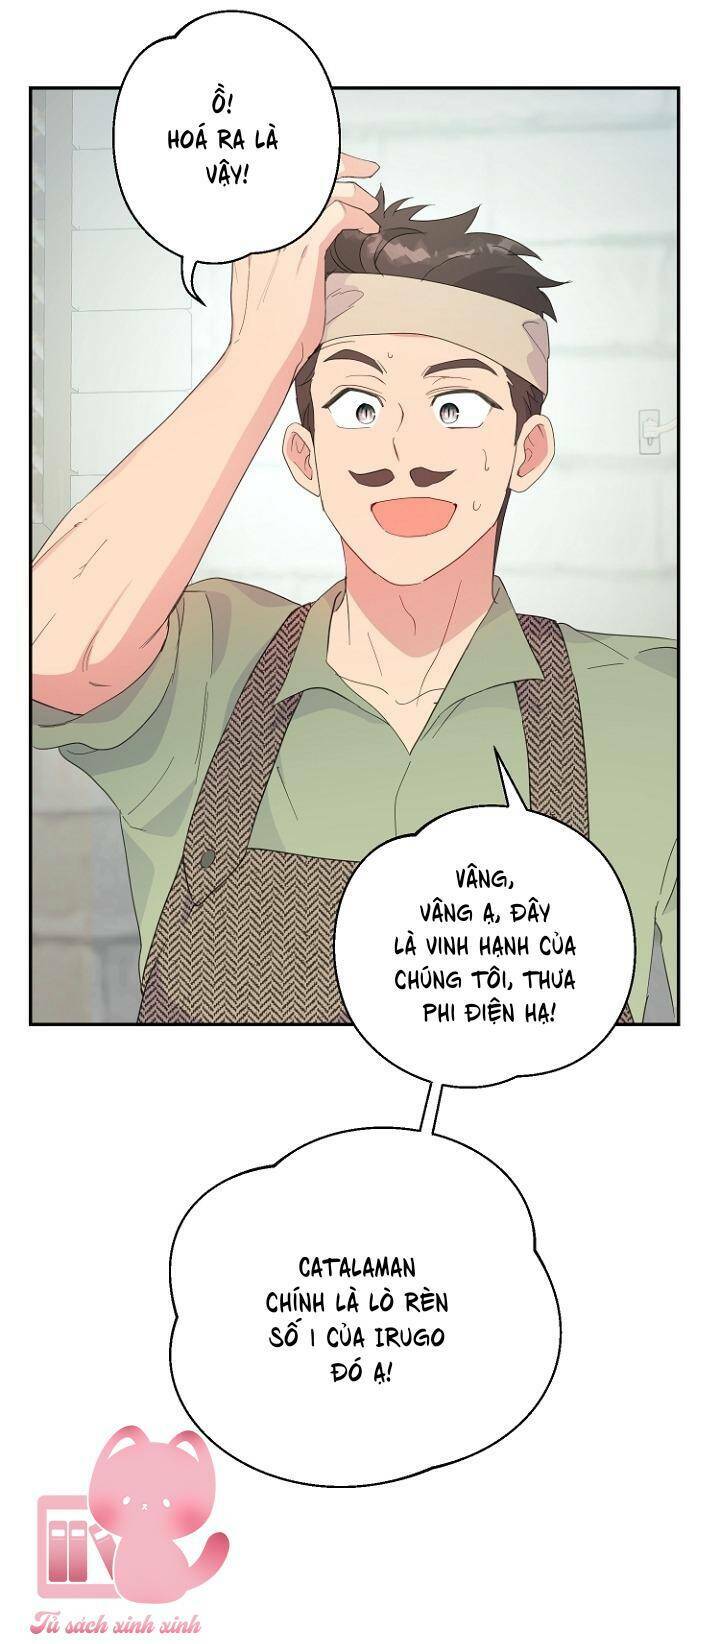 Ồ!
HOÁ RA LÀ
VẬY!
VÂNG,
VÂNG Ạ, ĐÂY
LÀ VINH HẠNH CỦA
CHÚNG TÔI, THƯA
PHI ĐIỆN HẠ!
CATALAMAN
CHÍNH LÀ LÒ RÈN
SỐ 1 CỦA IRUGO
ĐÓ Ạ!
Tủ sách xinh xinh